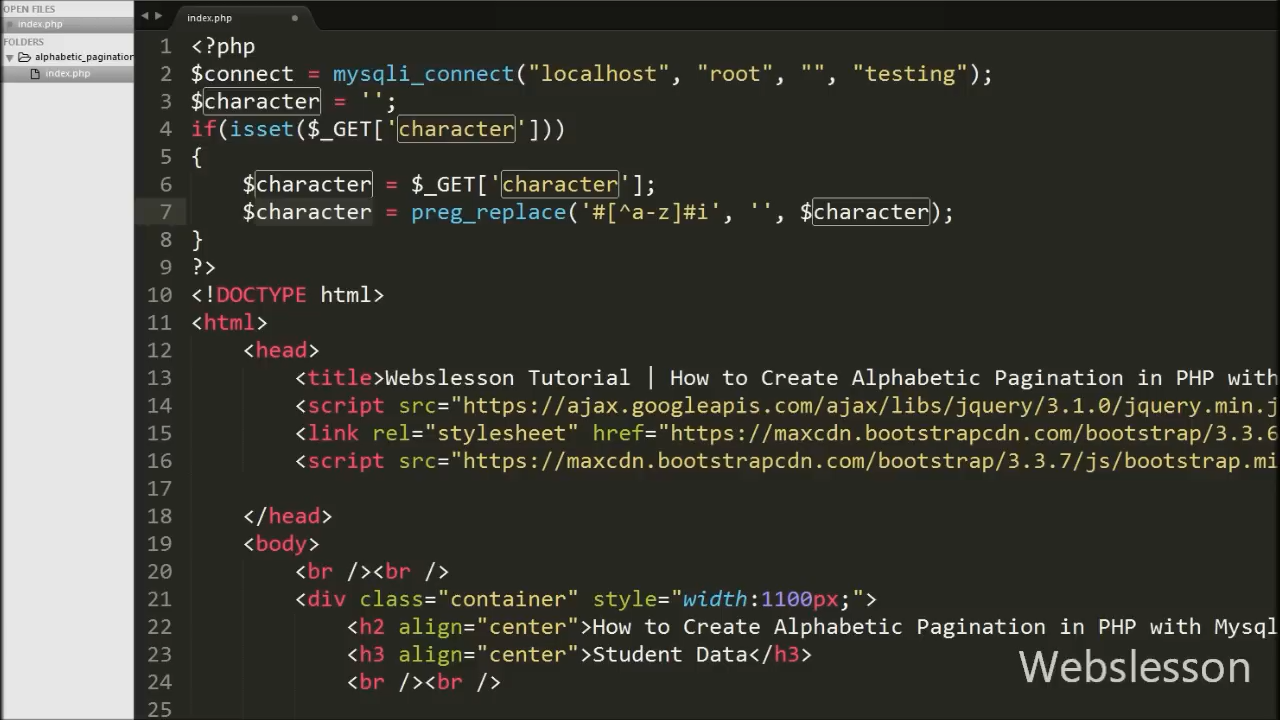 OPEN FILES
index.php
FOLDERS
alphabetic_pagination
index.php
index.php
1 <?php
2 $connect = mysqli_connect("localhost", "root", "", "testing");
3 $character = '';
4 if(isset($_GET['character']))
5 {
6 $character = $_GET['character'];
7 $character = preg_replace('#[^a-z]#i', '', $character);
8 }
9 ?>
10 <!DOCTYPE html>
11 <html>
12 <head>
13 <title>Webslesson Tutorial | How to Create Alphabetic Pagination in PHP with
14 <script src="https://ajax.googleapis.com/ajax/libs/jquery/3.1.0/jquery.min.j
15 <link rel="stylesheet" href="https://maxcdn.bootstrapcdn.com/bootstrap/3.3.6
16 <script src="https://maxcdn.bootstrapcdn.com/bootstrap/3.3.7/js/bootstrap.mi
17
18 </head>
19 <body>
20 <br /><br />
21 <div class="container" style="width:1100px;">
22 <h2 align="center">How to Create Alphabetic Pagination in PHP with Mysql
23 <h3 align="center">Student Data</h3>
24 <br /><br />
25
Webslesson